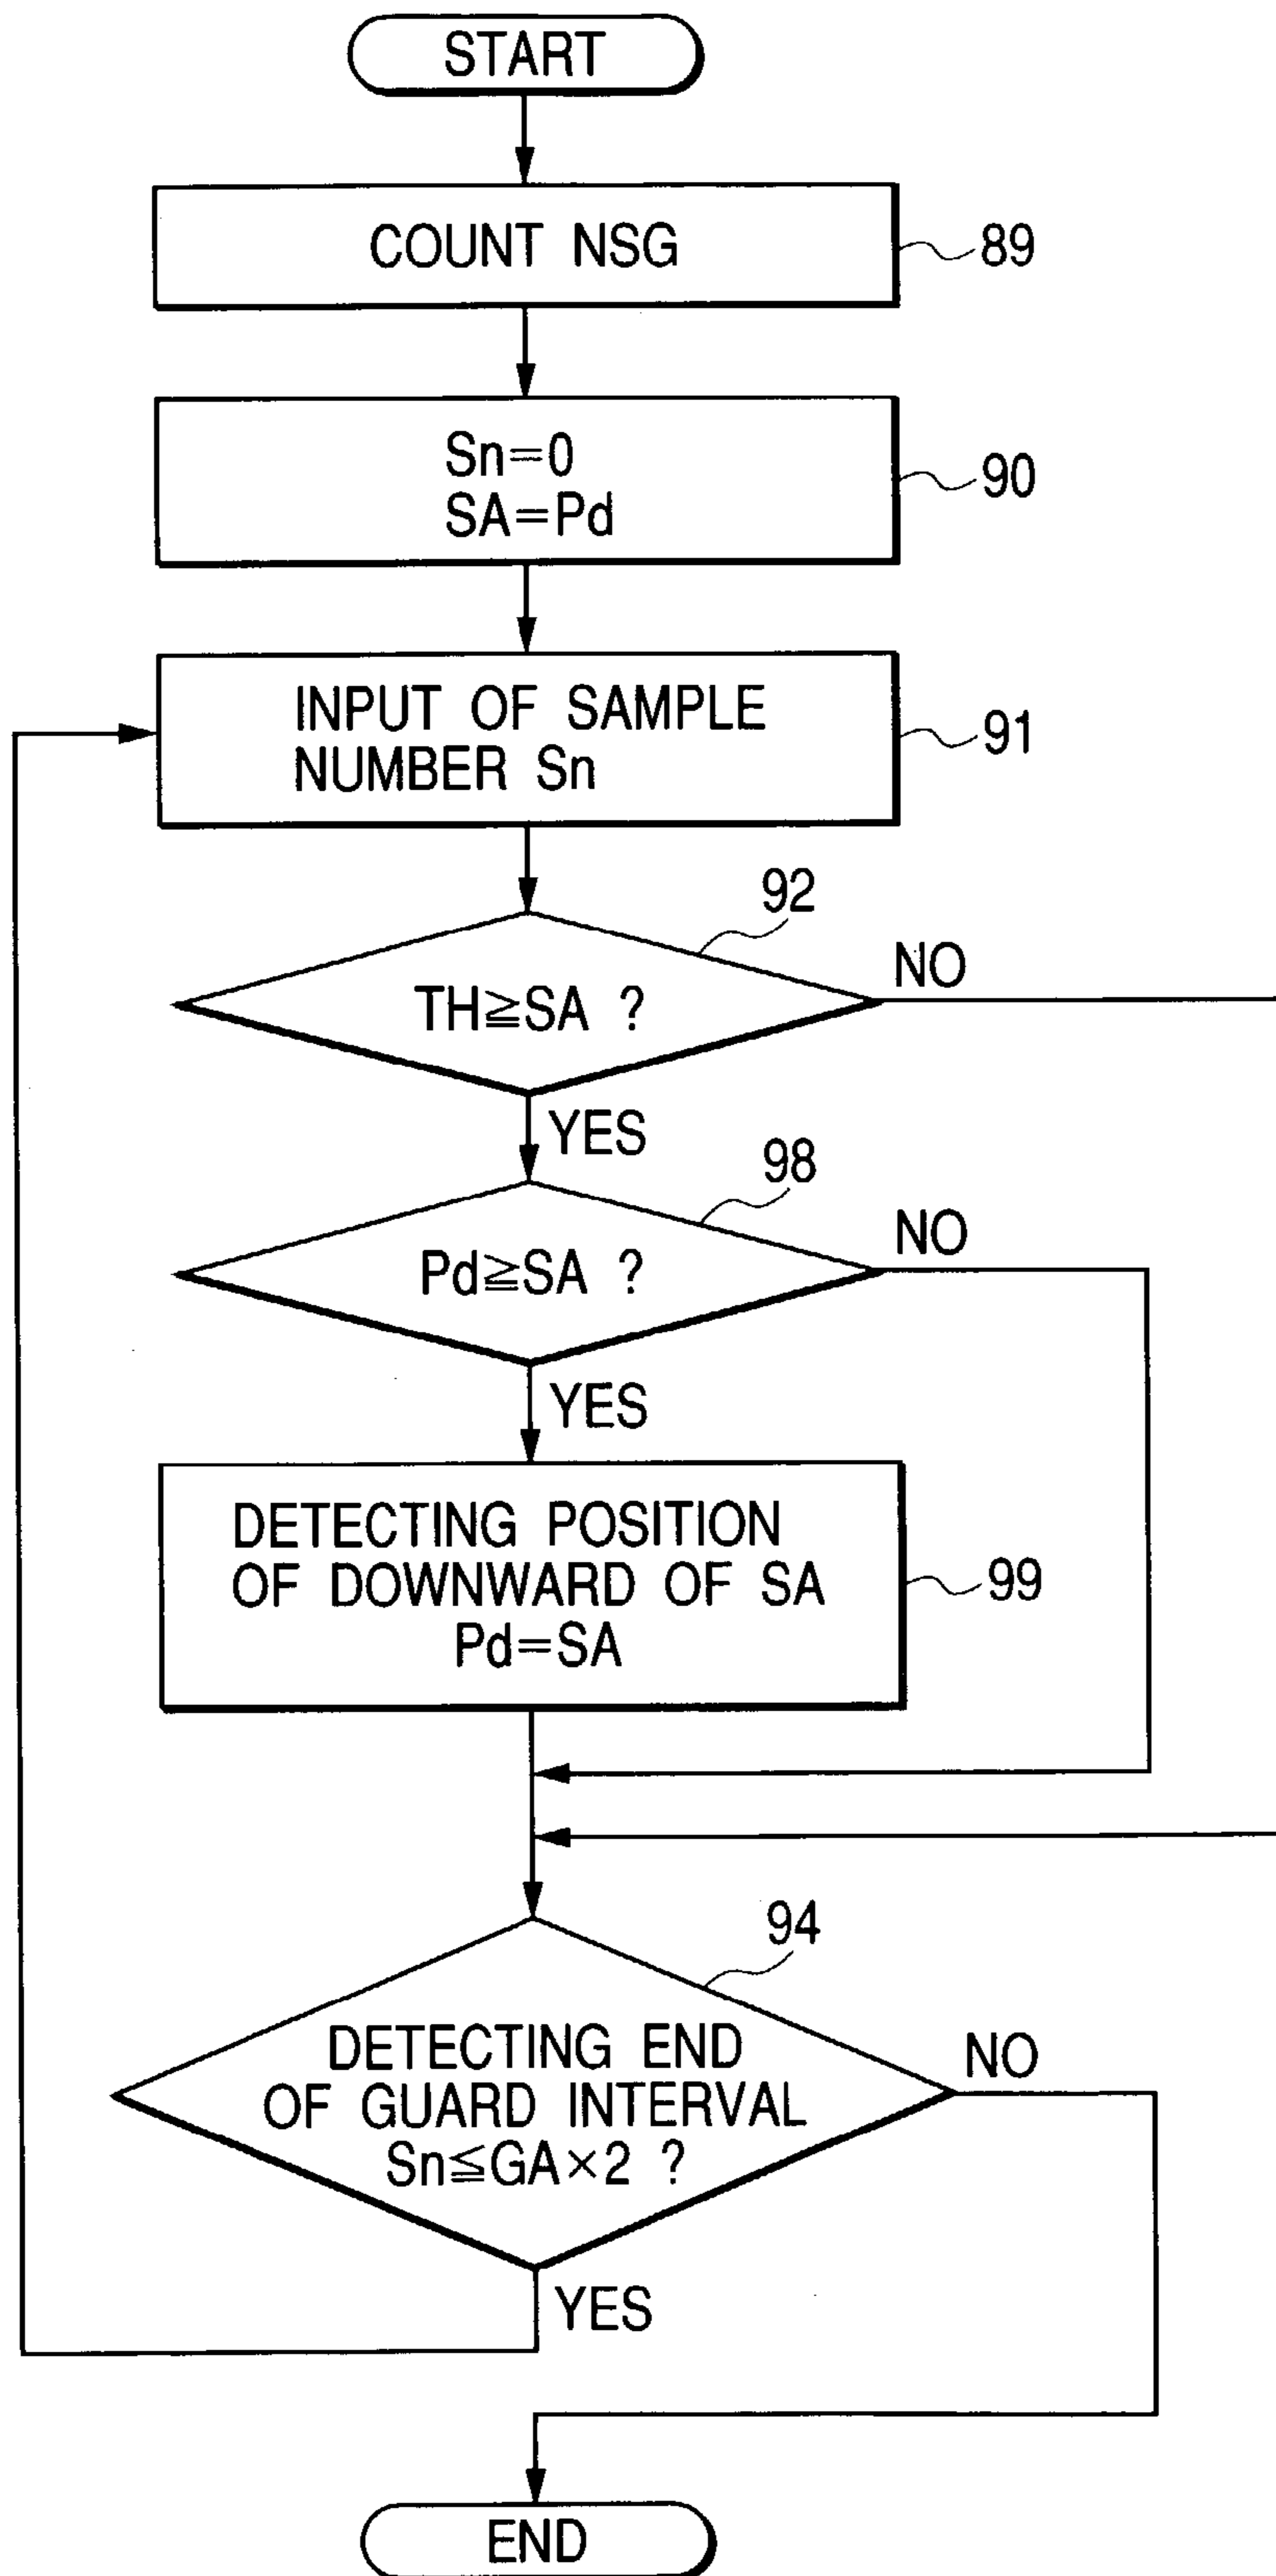 START
COUNT NSG
89
Sn=0
SA=Pd
90
INPUT OF SAMPLE
NUMBER Sn
91
92
TH≧SA ?
NO
YES
98
Pd≧SA ?
NO
YES
DETECTING POSITION
OF DOWNWARD OF SA
Pd=SA
99
94
DETECTING END
OF GUARD INTERVAL
Sn≦GA×2 ?
NO
YES
END